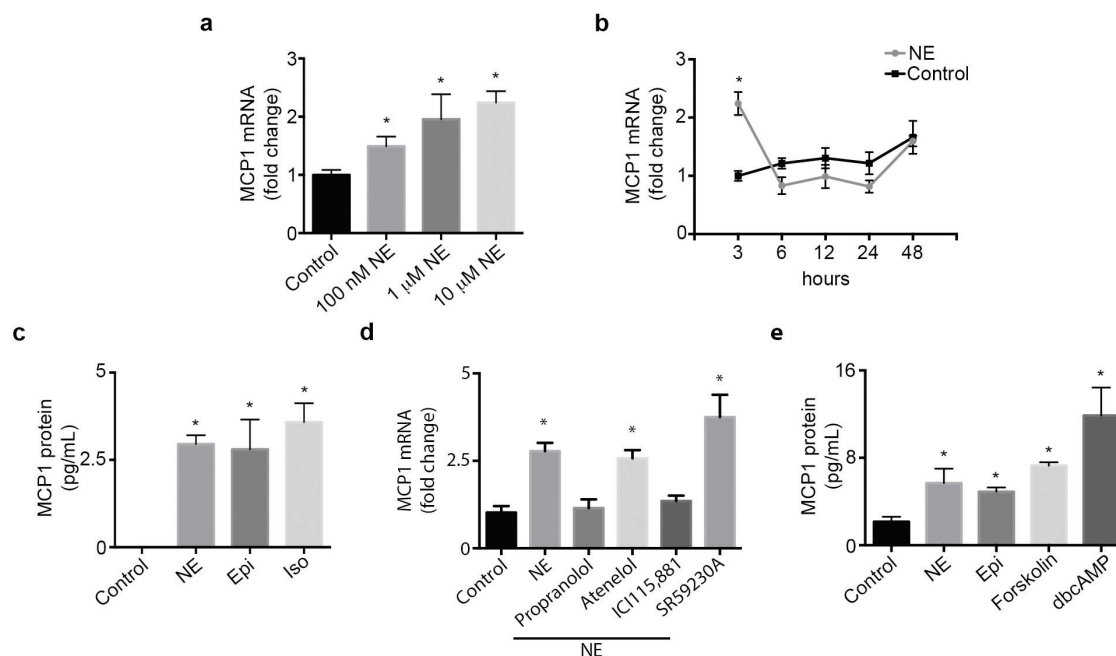 a
MCP1 mRNA
(fold change)
3
2
1
0
*
*
*
Control
100 nM NE
1 μM NE
10 μM NE
b
MCP1 mRNA
(fold change)
3
2
1
0
*
NE
Control
3 6 12 24 48
hours
c
MCP1 protein
(pg/mL)
5
2.5
0
*
*
*
Control
NE
Epi
Iso
d
MCP1 mRNA
(fold change)
5
2.5
0
*
*
*
Control
NE
Propranolol
Atenelol
ICI115,881
SR59230A
NE
e
MCP1 protein
(pg/mL)
16
8
0
*
*
*
*
Control
NE
Epi
Forskolin
dbcAMP